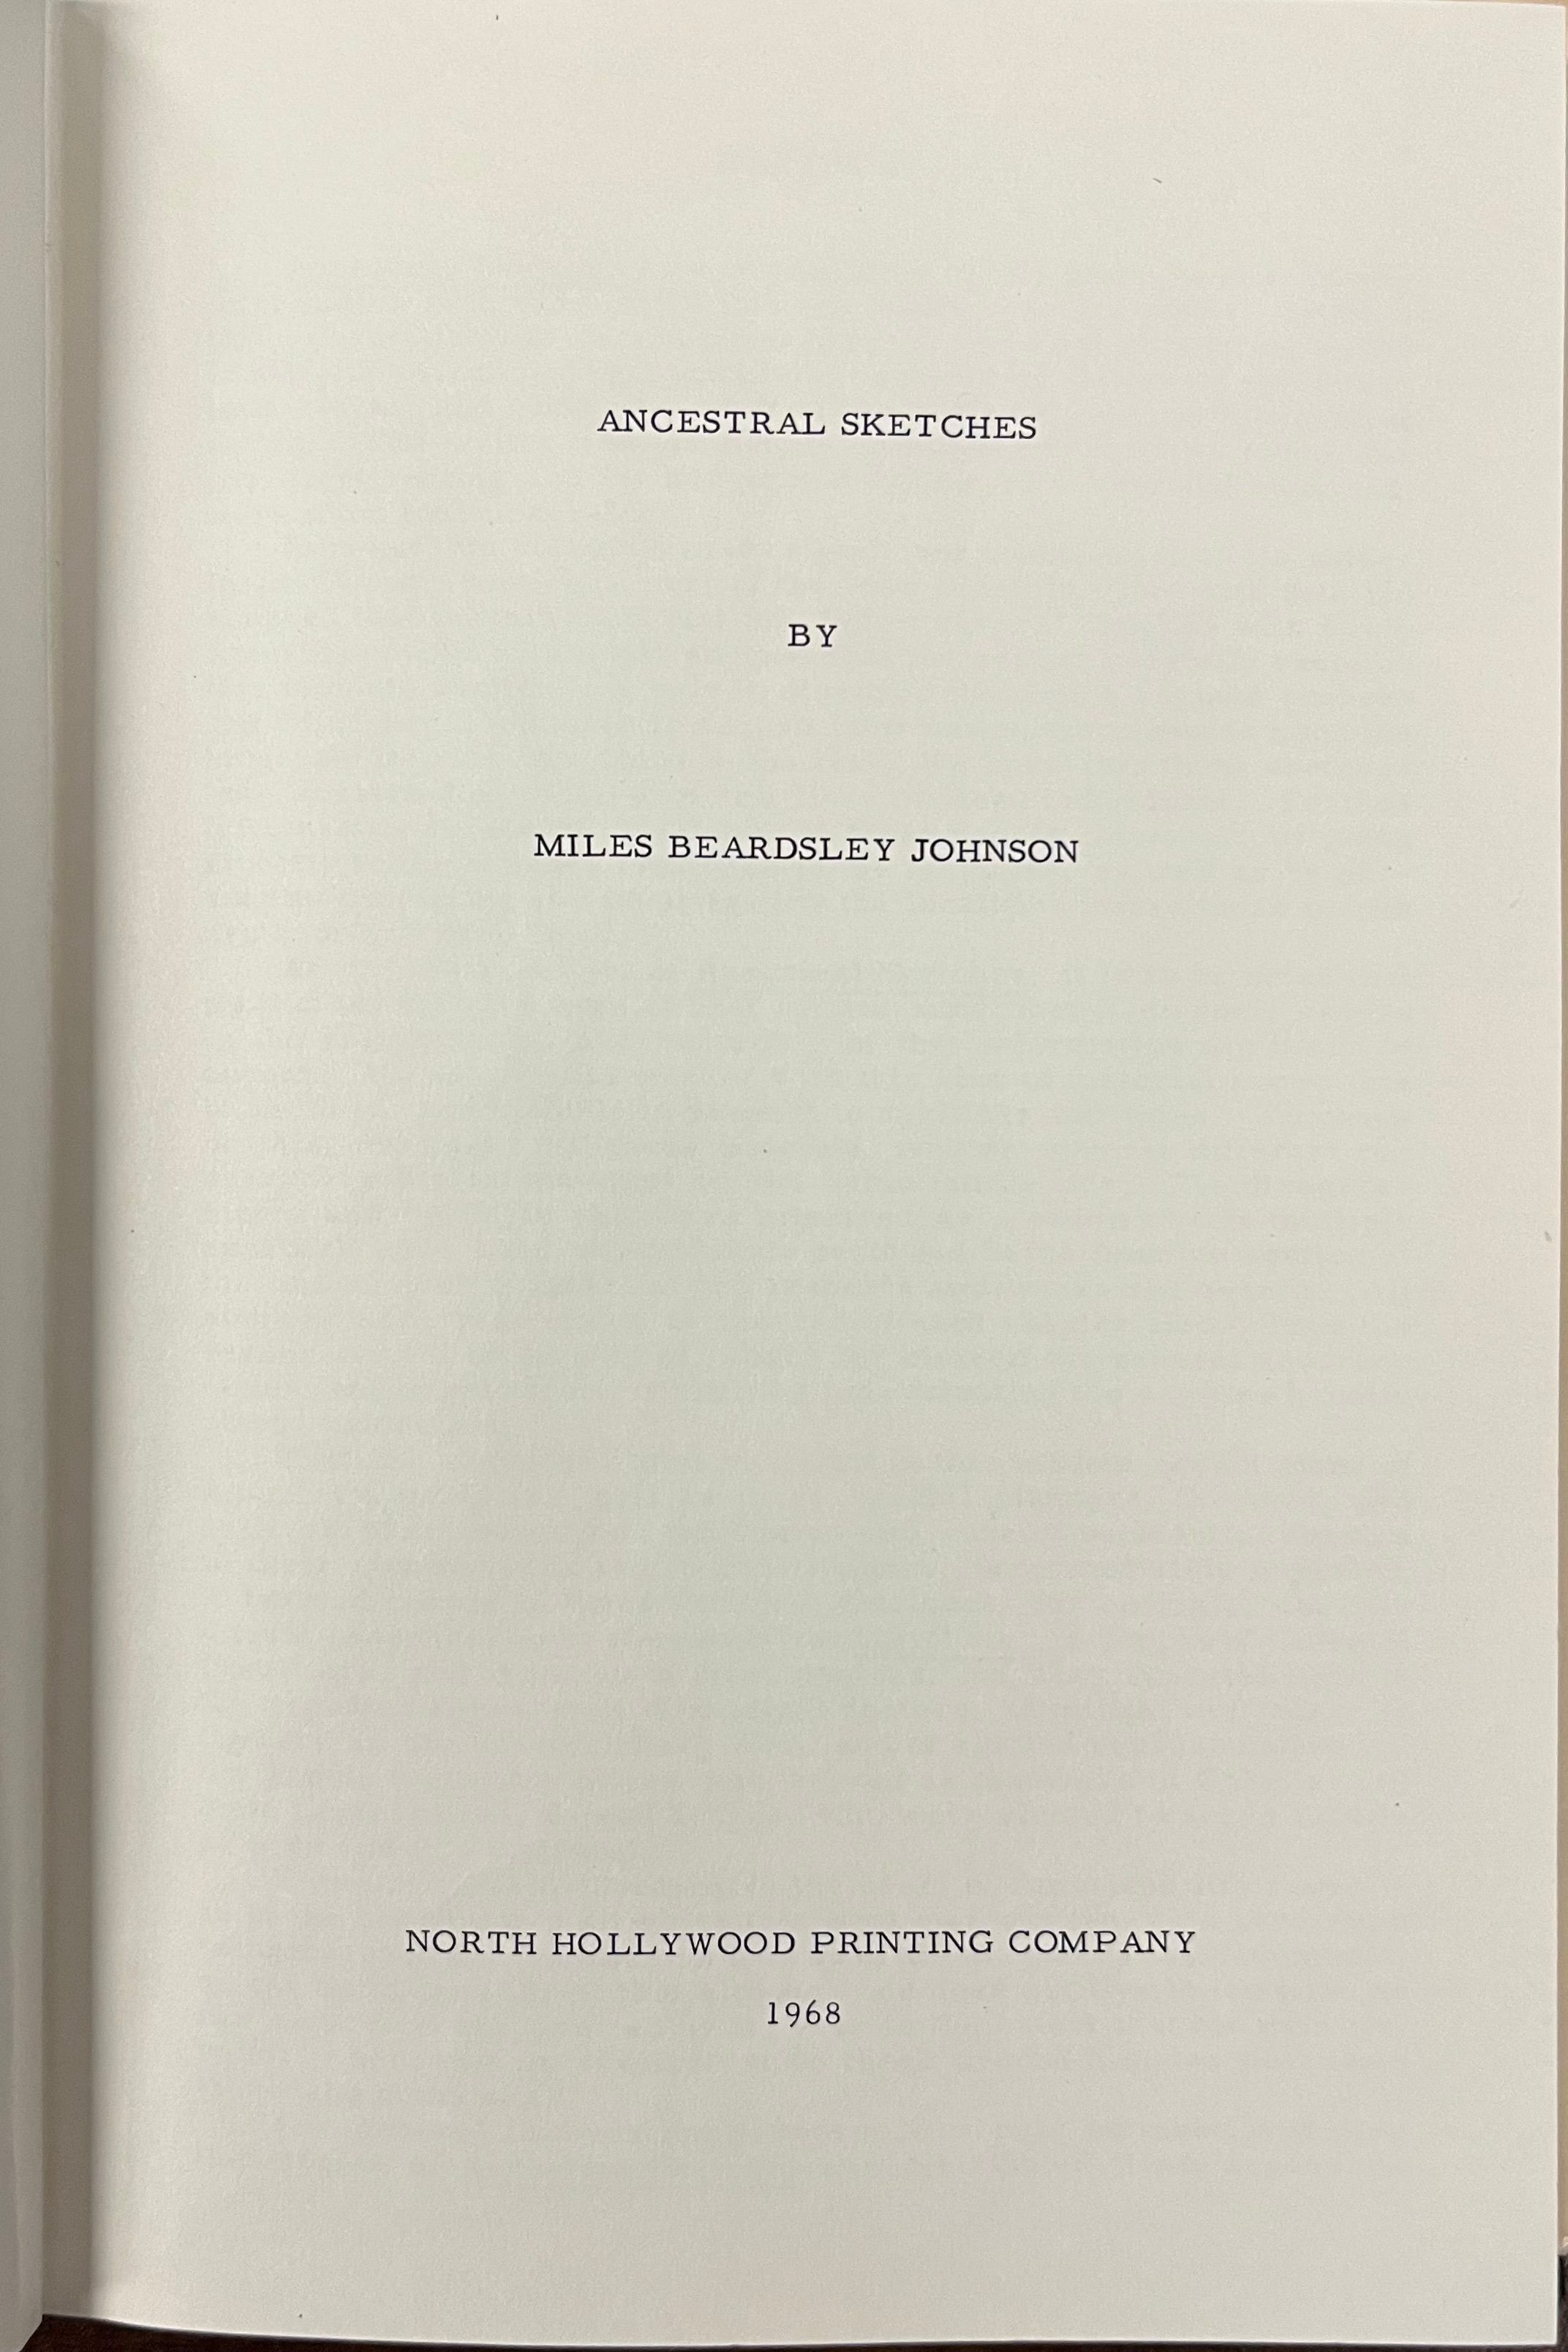 ANCESTRAL SKETCHES
BY
MILES BEARDSLEY JOHNSON
NORTH HOLLYWOOD PRINTING COMPANY
1968